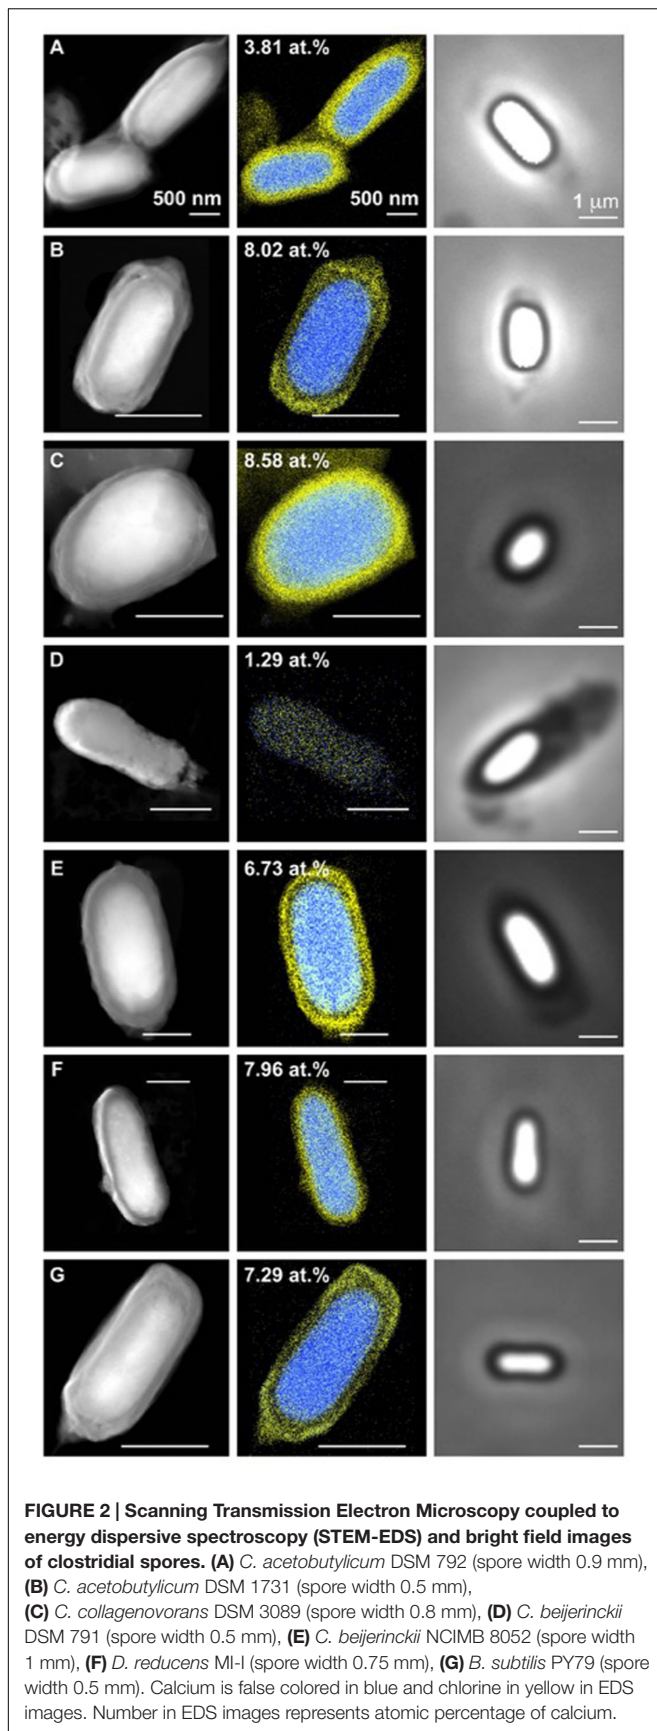 A
3.81 at.%
500 nm
500 nm
1 μm
B
8.02 at.%
C
8.58 at.%
D
1.29 at.%
E
6.73 at.%
F
7.96 at.%
G
7.29 at.%
FIGURE 2 | Scanning Transmission Electron Microscopy coupled to
energy dispersive spectroscopy (STEM-EDS) and bright field images
of clostridial spores. (A) C. acetobutylicum DSM 792 (spore width 0.9 mm),
(B) C. acetobutylicum DSM 1731 (spore width 0.5 mm),
(C) C. collagenovorans DSM 3089 (spore width 0.8 mm), (D) C. beijerinckii
DSM 791 (spore width 0.5 mm), (E) C. beijerinckii NCIMB 8052 (spore width
1 mm), (F) D. reducens MI-I (spore width 0.75 mm), (G) B. subtilis PY79 (spore
width 0.5 mm). Calcium is false colored in blue and chlorine in yellow in EDS
images. Number in EDS images represents atomic percentage of calcium.